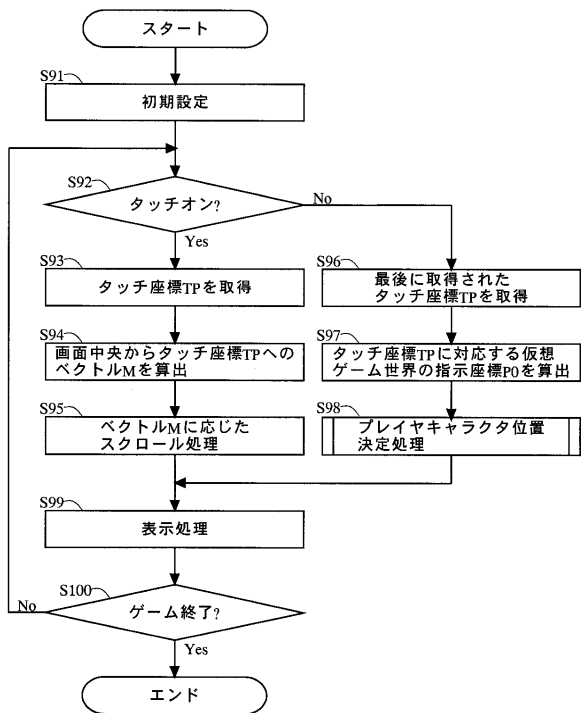 スタート
S91
初期設定
S92
タッチオン?
No
Yes
S93
タッチ座標TPを取得
S96
最後に取得された
タッチ座標TPを取得
S94
画面中央からタッチ座標TPへの
ベクトルMを算出
S97
タッチ座標TPに対応する仮想
ゲーム世界の指示座標P0を算出
S95
ベクトルMに応じた
スクロール処理
S98
プレイヤキャラクタ位置
決定処理
S99
表示処理
S100
ゲーム終了?
No
Yes
エンド